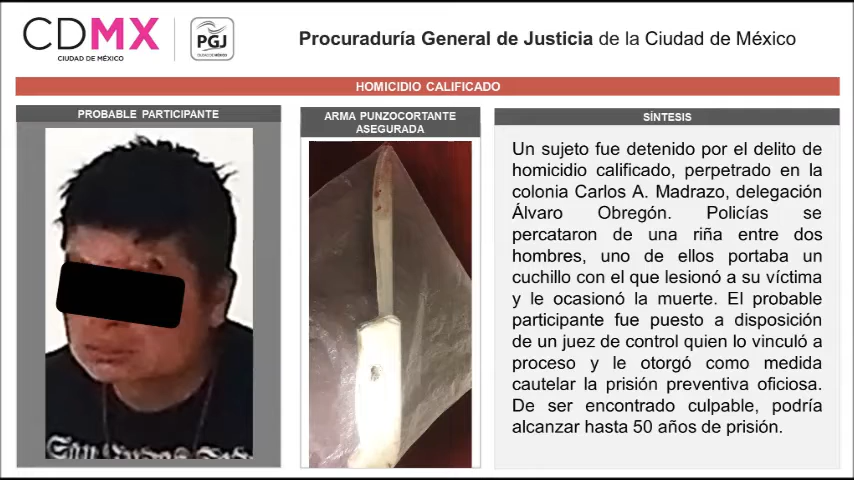 CDMX
CIUDAD DE MÉXICO
PGJ
Procuraduría General de Justicia de la Ciudad de México
HOMICIDIO CALIFICADO
PROBABLE PARTICIPANTE
ARMA PUNZOCORTANTE
ASEGURADA
SÍNTESIS
Un sujeto fue detenido por el delito de
homicidio calificado, perpetrado en la
colonia Carlos A. Madrazo, delegación
Álvaro Obregón. Policías se
percataron de una riña entre dos
hombres, uno de ellos portaba un
cuchillo con el que lesionó a su víctima
y le ocasionó la muerte. El probable
participante fue puesto a disposición
de un juez de control quien lo vinculó a
proceso y le otorgó como medida
cautelar la prisión preventiva oficiosa.
De ser encontrado culpable, podría
alcanzar hasta 50 años de prisión.